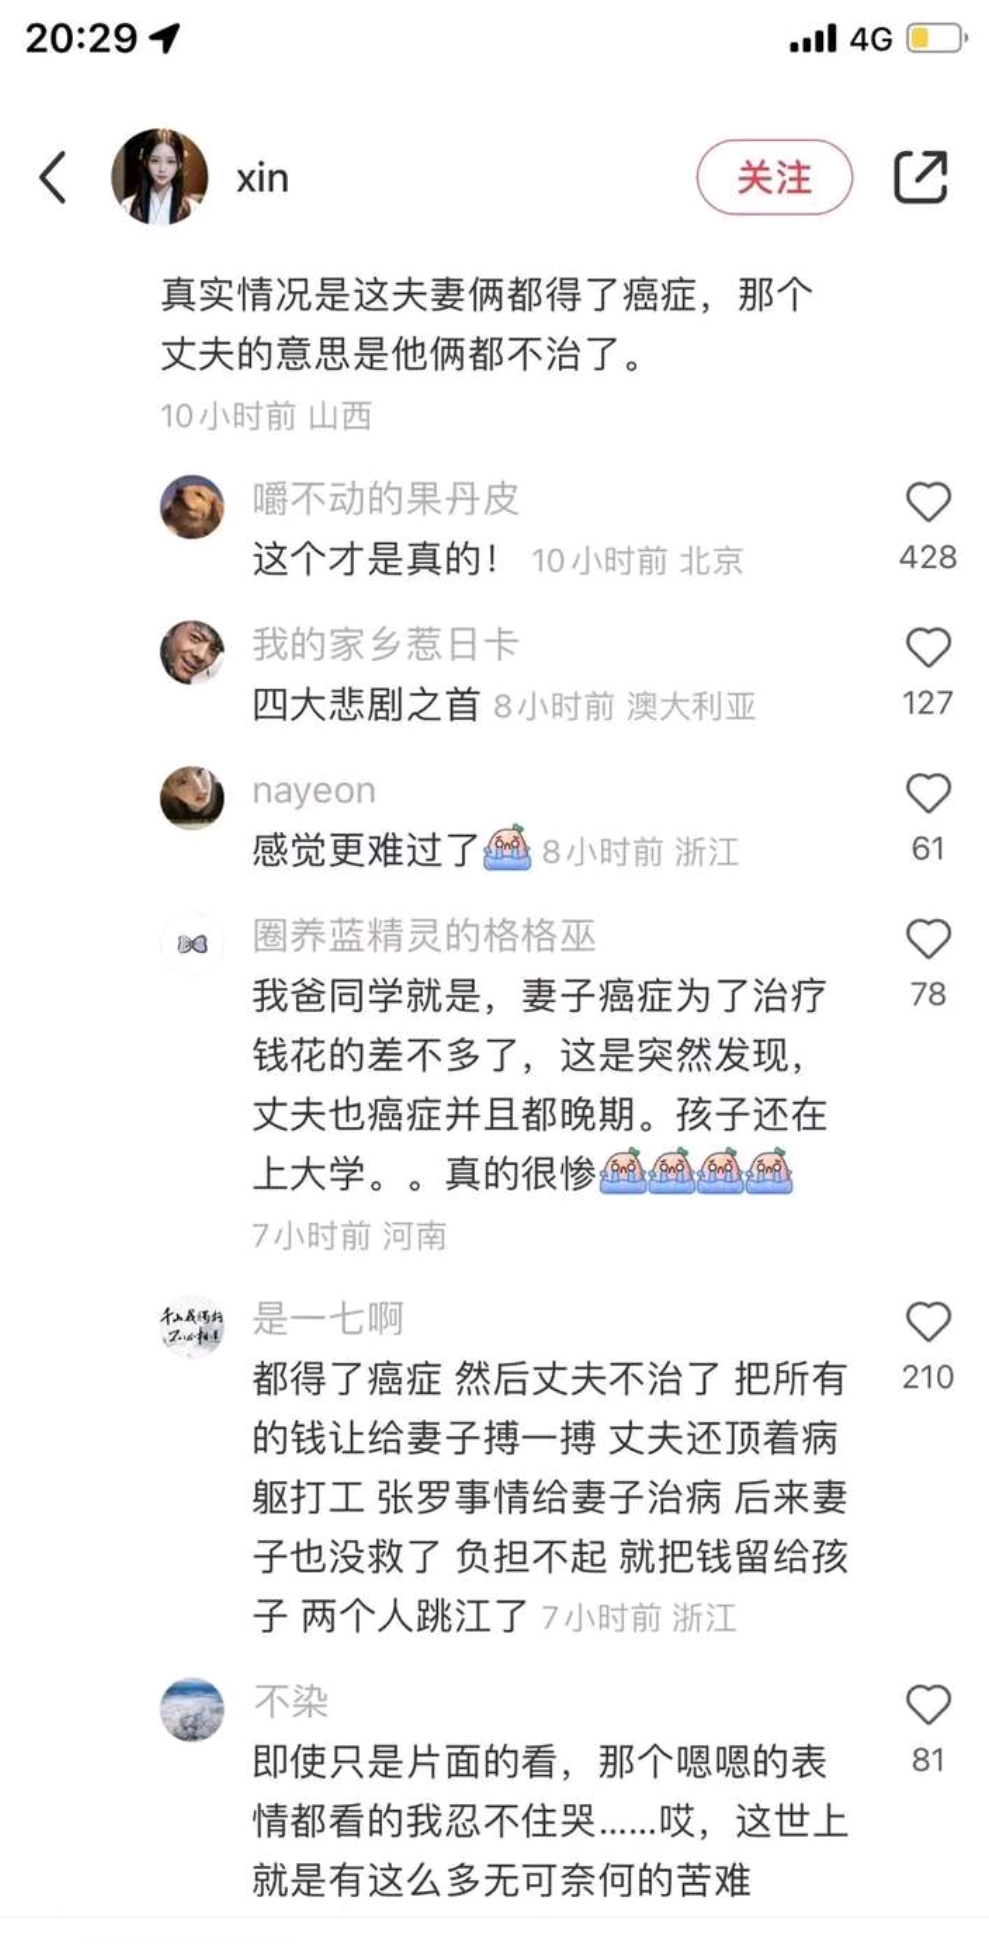 20:29
4G
xin
关注
真实情况是这夫妻俩都得了癌症，那个
丈夫的意思是他俩都不治了。
10小时前 山西
嚼不动的果丹皮
这个才是真的！ 10小时前 北京
428
我的家乡惹日卡
四大悲剧之首 8小时前 澳大利亚
127
nayeon
感觉更难过了 8小时前 浙江
61
圈养蓝精灵的格格巫
我爸同学就是，妻子癌症为了治疗
78
钱花的差不多了，这是突然发现，
丈夫也癌症并且都晚期。孩子还在
上大学。。真的很惨
7小时前 河南
是一七啊
都得了癌症 然后丈夫不治了 把所有
210
的钱让给妻子搏一搏 丈夫还顶着病
躯打工 张罗事情给妻子治病 后来妻
子也没救了 负担不起 就把钱留给孩
子 两个人跳江了 7小时前 浙江
不染
即使只是片面的看，那个嗯嗯的表
81
情都看的我忍不住哭......哎，这世上
就是有这么多无可奈何的苦难